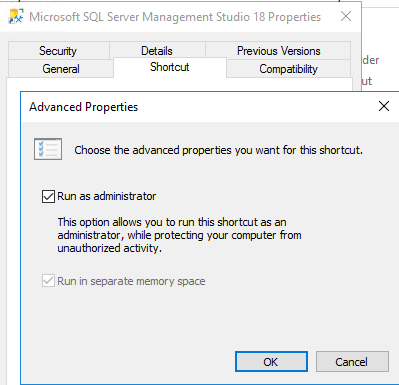 Microsoft SQL Server Management Studio 18 Properties
Security Details Previous Versions
General Shortcut Compatibility
der
ut
Advanced Properties
Choose the advanced properties you want for this shortcut.
Run as administrator
This option allows you to run this shortcut as an
administrator, while protecting your computer from
unauthorized activity.
Run in separate memory space
OK Cancel